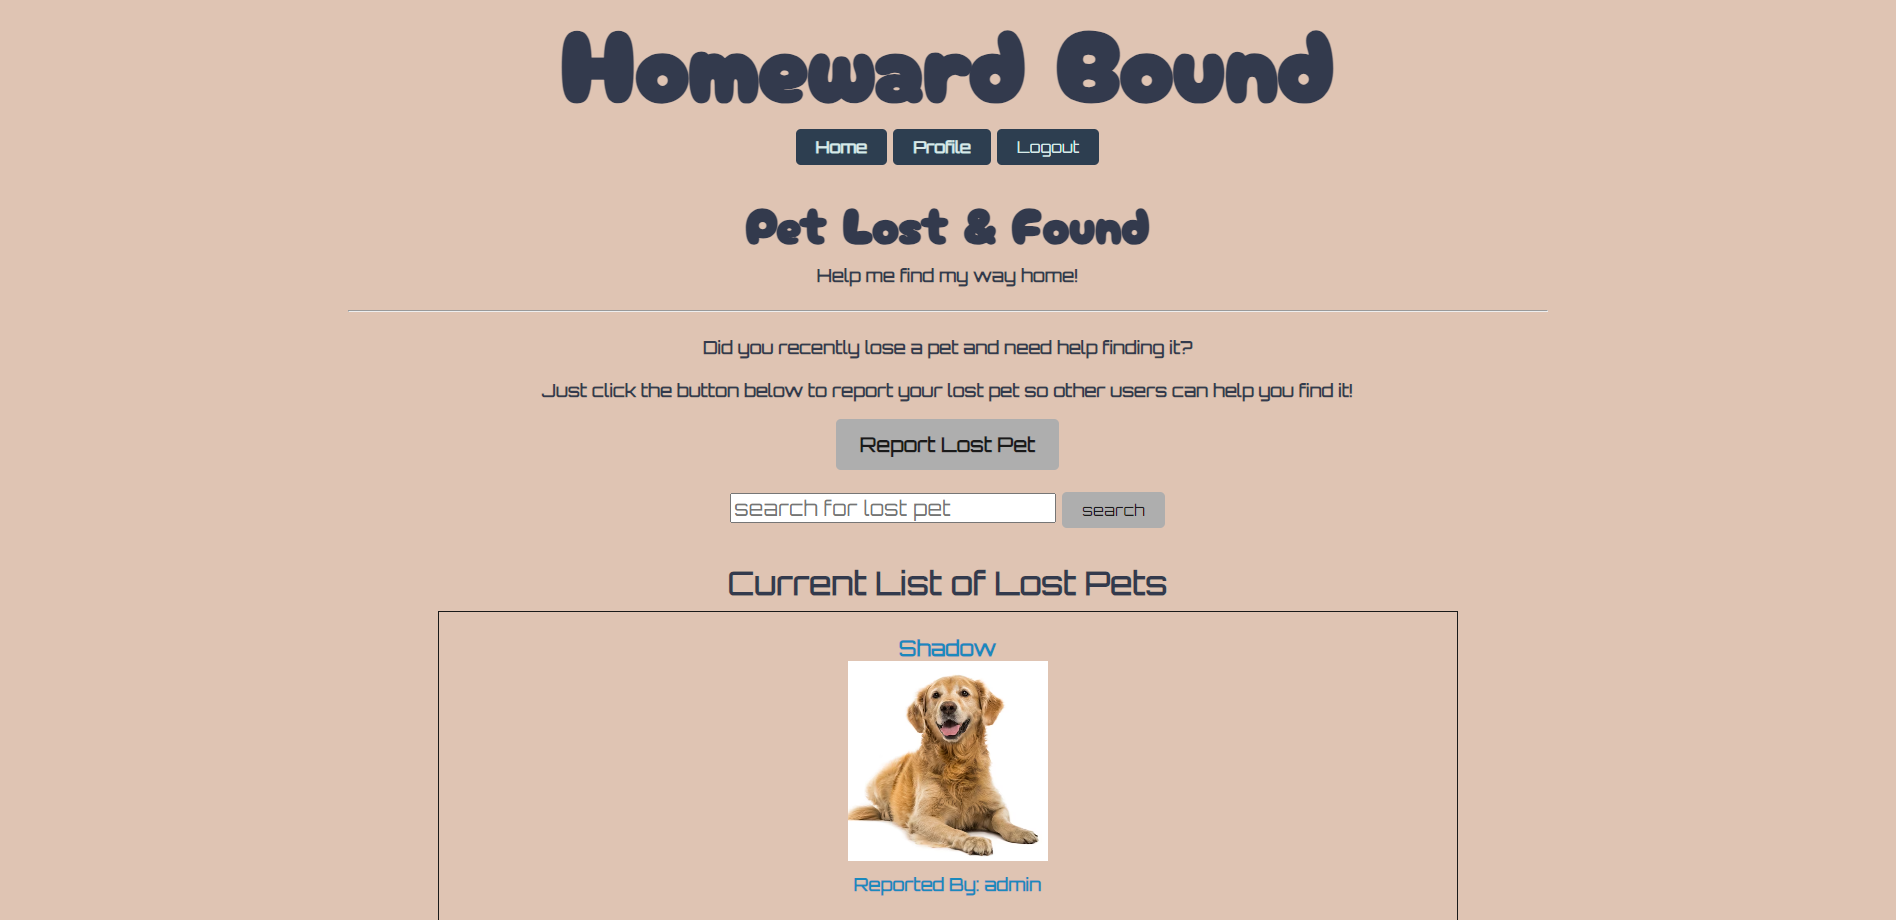 Homeward Bound
Home Profile Logout
Pet Lost & Found
Help me find my way home!
Did you recently lose a pet and need help finding it?
Just click the button below to report your lost pet so other users can help you find it!
Report Lost Pet
search for lost pet search
Current List of Lost Pets
Shadow
Reported By: admin